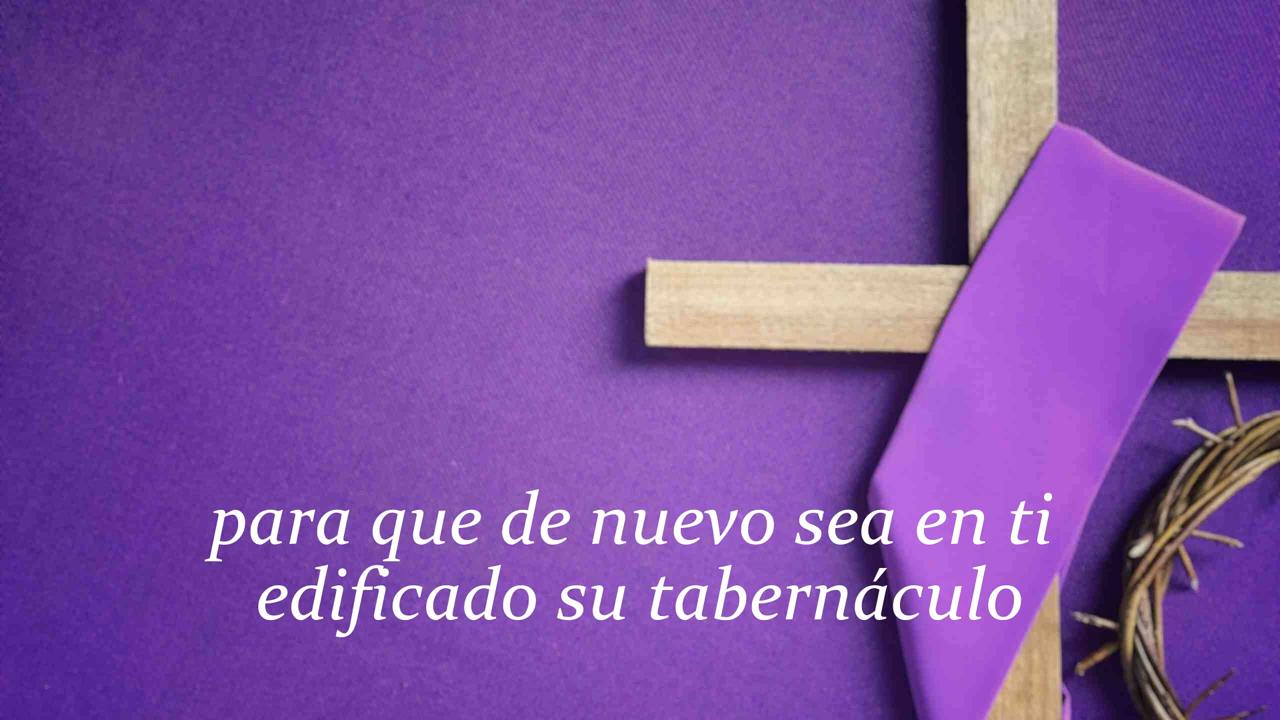 para que de nuevo sea en ti
edificado su tabernáculo